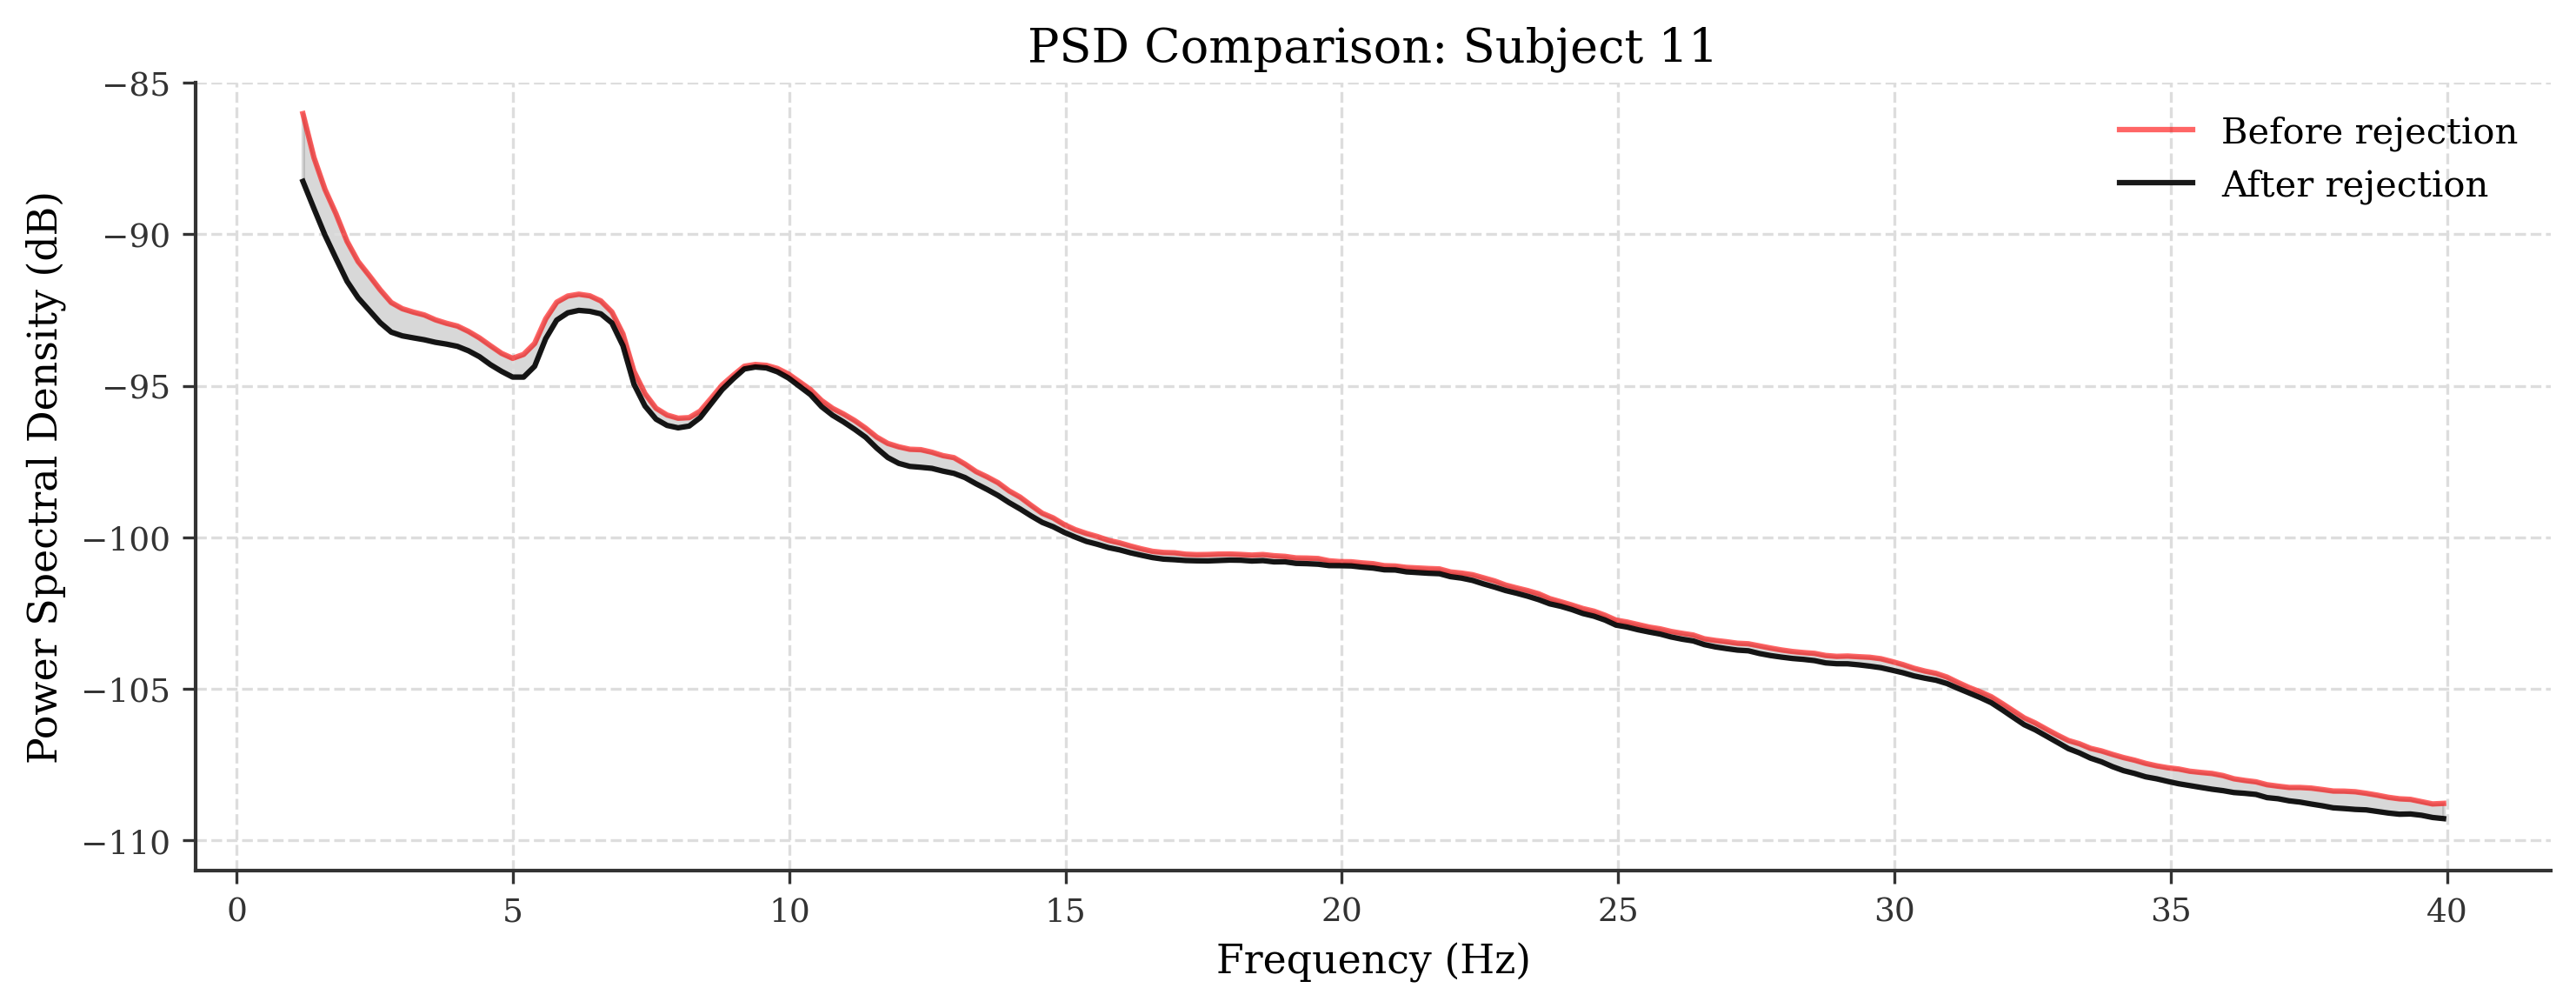 PSD Comparison: Subject 11
Before rejection
After rejection
Power Spectral Density (dB)
−85
−90
−95
−100
−105
−110
0 5 10 15 20 25 30 35 40
Frequency (Hz)